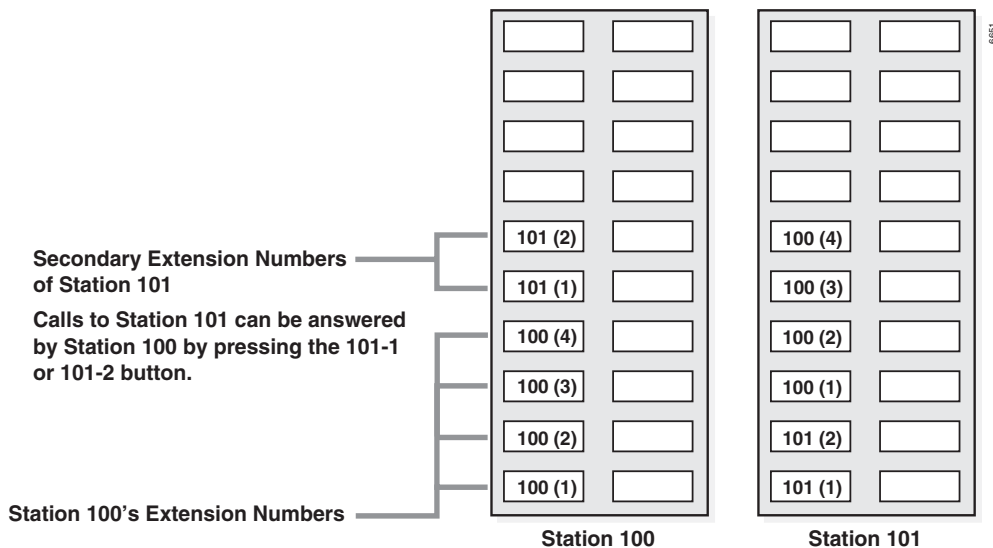 6651
101 (2)
100 (4)
Secondary Extension Numbers
of Station 101
101 (1)
100 (3)
Calls to Station 101 can be answered
by Station 100 by pressing the 101-1
or 101-2 button.
100 (4)
100 (2)
100 (3)
100 (1)
100 (2)
101 (2)
100 (1)
101 (1)
Station 100's Extension Numbers
Station 100
Station 101